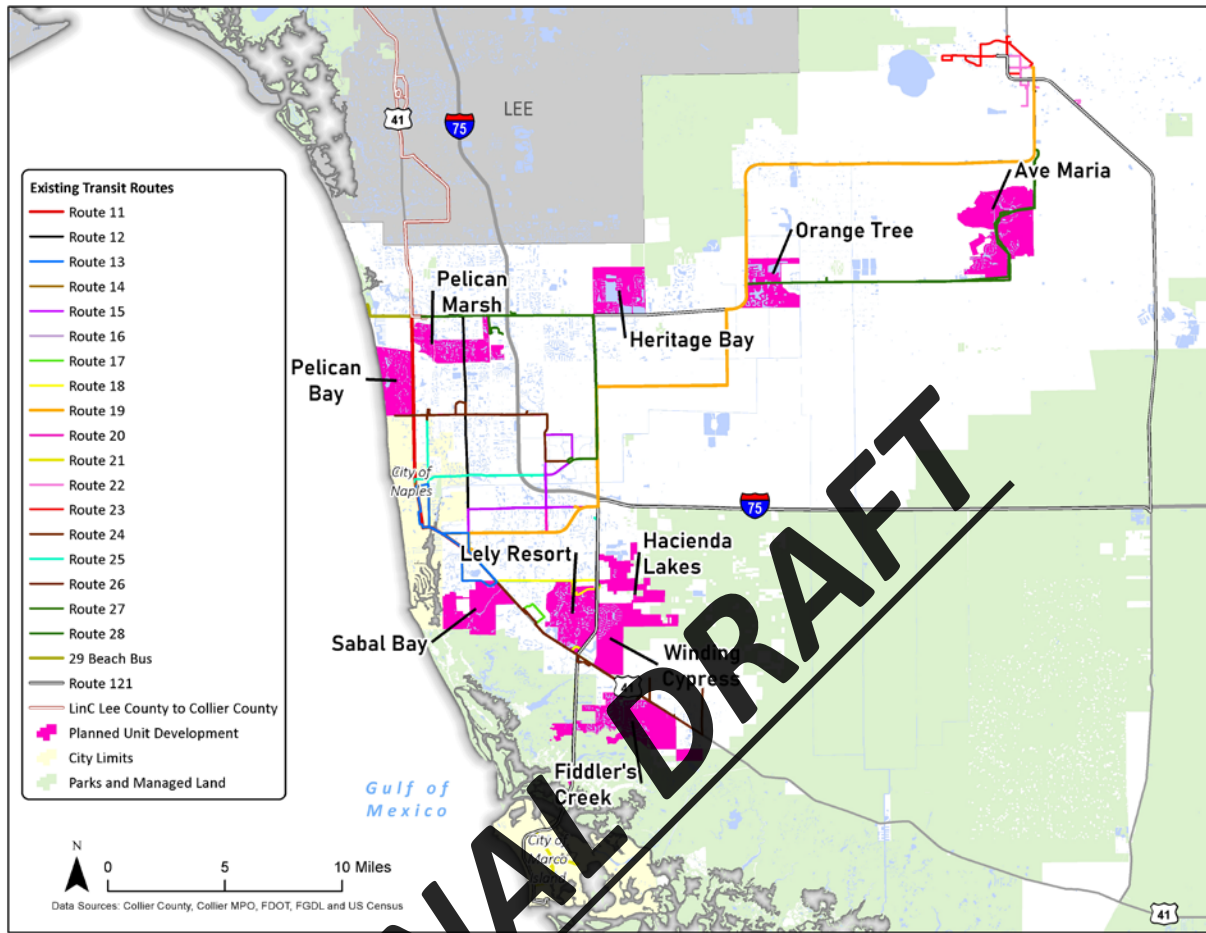 LEE
41
75
Ave Maria
Orange Tree
Pelican
Marsh
Heritage Bay
Pelican
Bay
City of
Naples
75
Lely Resort
Hacienda
Lakes
Sabal Bay
Winding
Cypress
41
Fiddler's
Creek
Gulf of
Mexico
City of
Marco
Island
41
Existing Transit Routes
Route 11
Route 12
Route 13
Route 14
Route 15
Route 16
Route 17
Route 18
Route 19
Route 20
Route 21
Route 22
Route 23
Route 24
Route 25
Route 26
Route 27
Route 28
29 Beach Bus
Route 121
LinC Lee County to Collier County
Planned Unit Development
City Limits
Parks and Managed Land
N
0 5 10 Miles
Data Sources: Collier County, Collier MPO, FDOT, FGDL and US Census
NAL DRAFT